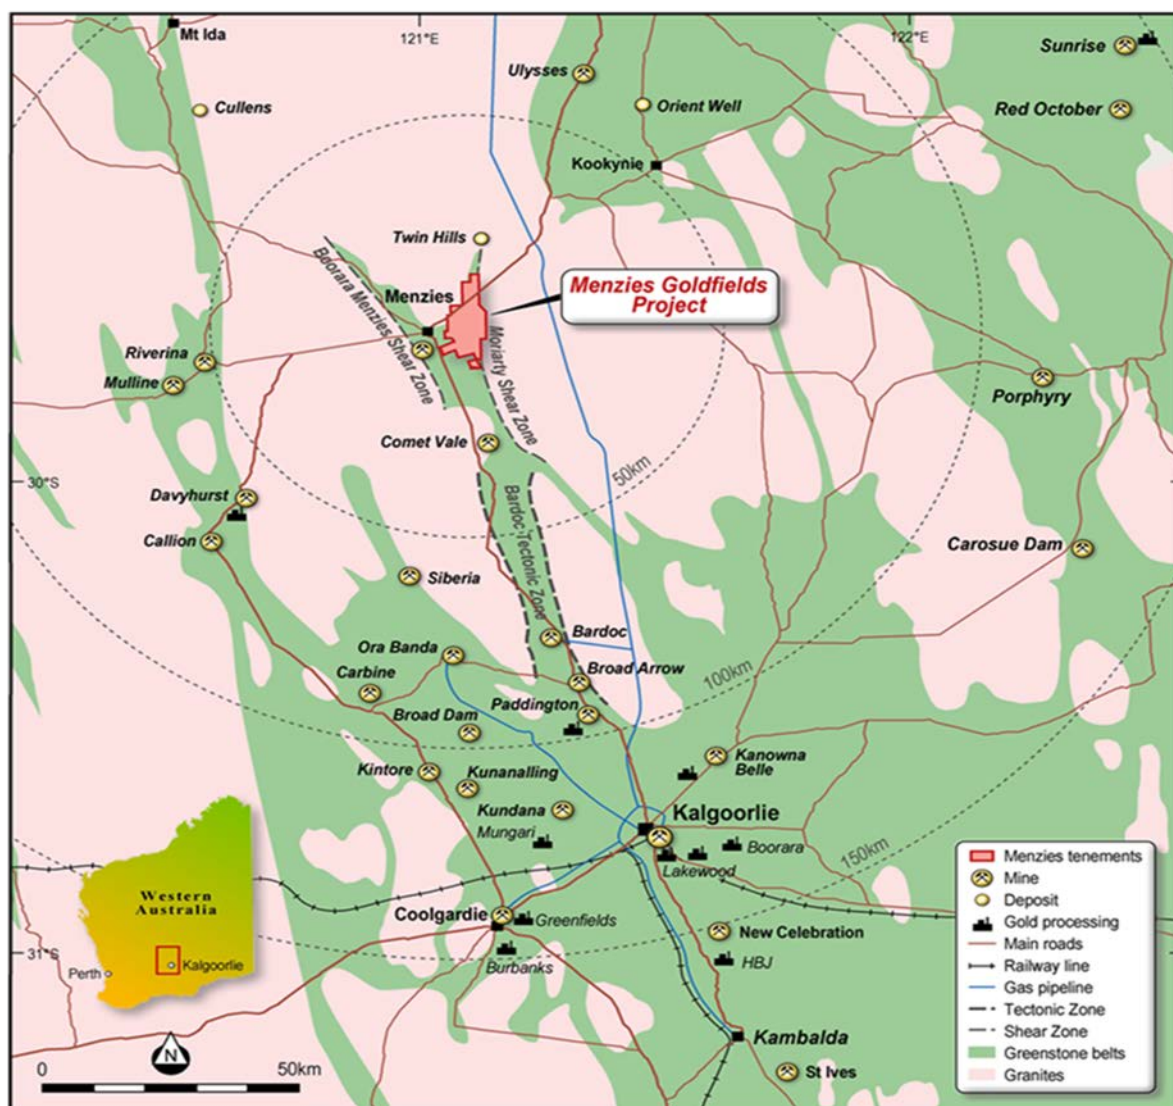 121°E
122°E
Mt Ida
Sunrise
Ulysses
Cullens
Orient Well
Red October
Kookynie
Twin Hills
Menzies Goldfields
Project
Boorara Menzies Shear Zone
Menzies
Moriarty Shear Zone
Riverina
Mulline
Porphyry
Comet Vale
50km
30°S
Davyhurst
Bardoc Tectonic Zone
Callion
Carosue Dam
Siberia
Bardoc
Ora Banda
Broad Arrow
Carbine
100km
Paddington
Broad Dam
Kanowna
Belle
Kintore
Kunanalling
Kundana
Kalgoorlie
Mungari
Boorara
150km
Lakewood
Coolgardie
Greenfields
New Celebration
31°S
Burbanks
HBJ
Kambalda
St Ives
Western
Australia
Perth
Kalgoorlie
N
0
50km
Menzies tenements
Mine
Deposit
Gold processing
Main roads
Railway line
Gas pipeline
Tectonic Zone
Shear Zone
Greenstone belts
Granites